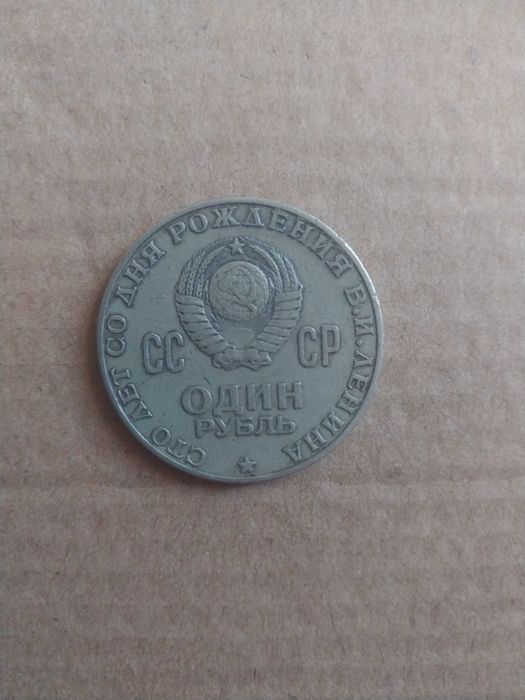 СТО ЛЕТ СО ДНЯ РОЖДЕНИЯ В.И.ЛЕНИНА
СС СР
ОДИН
РУБЛЬ